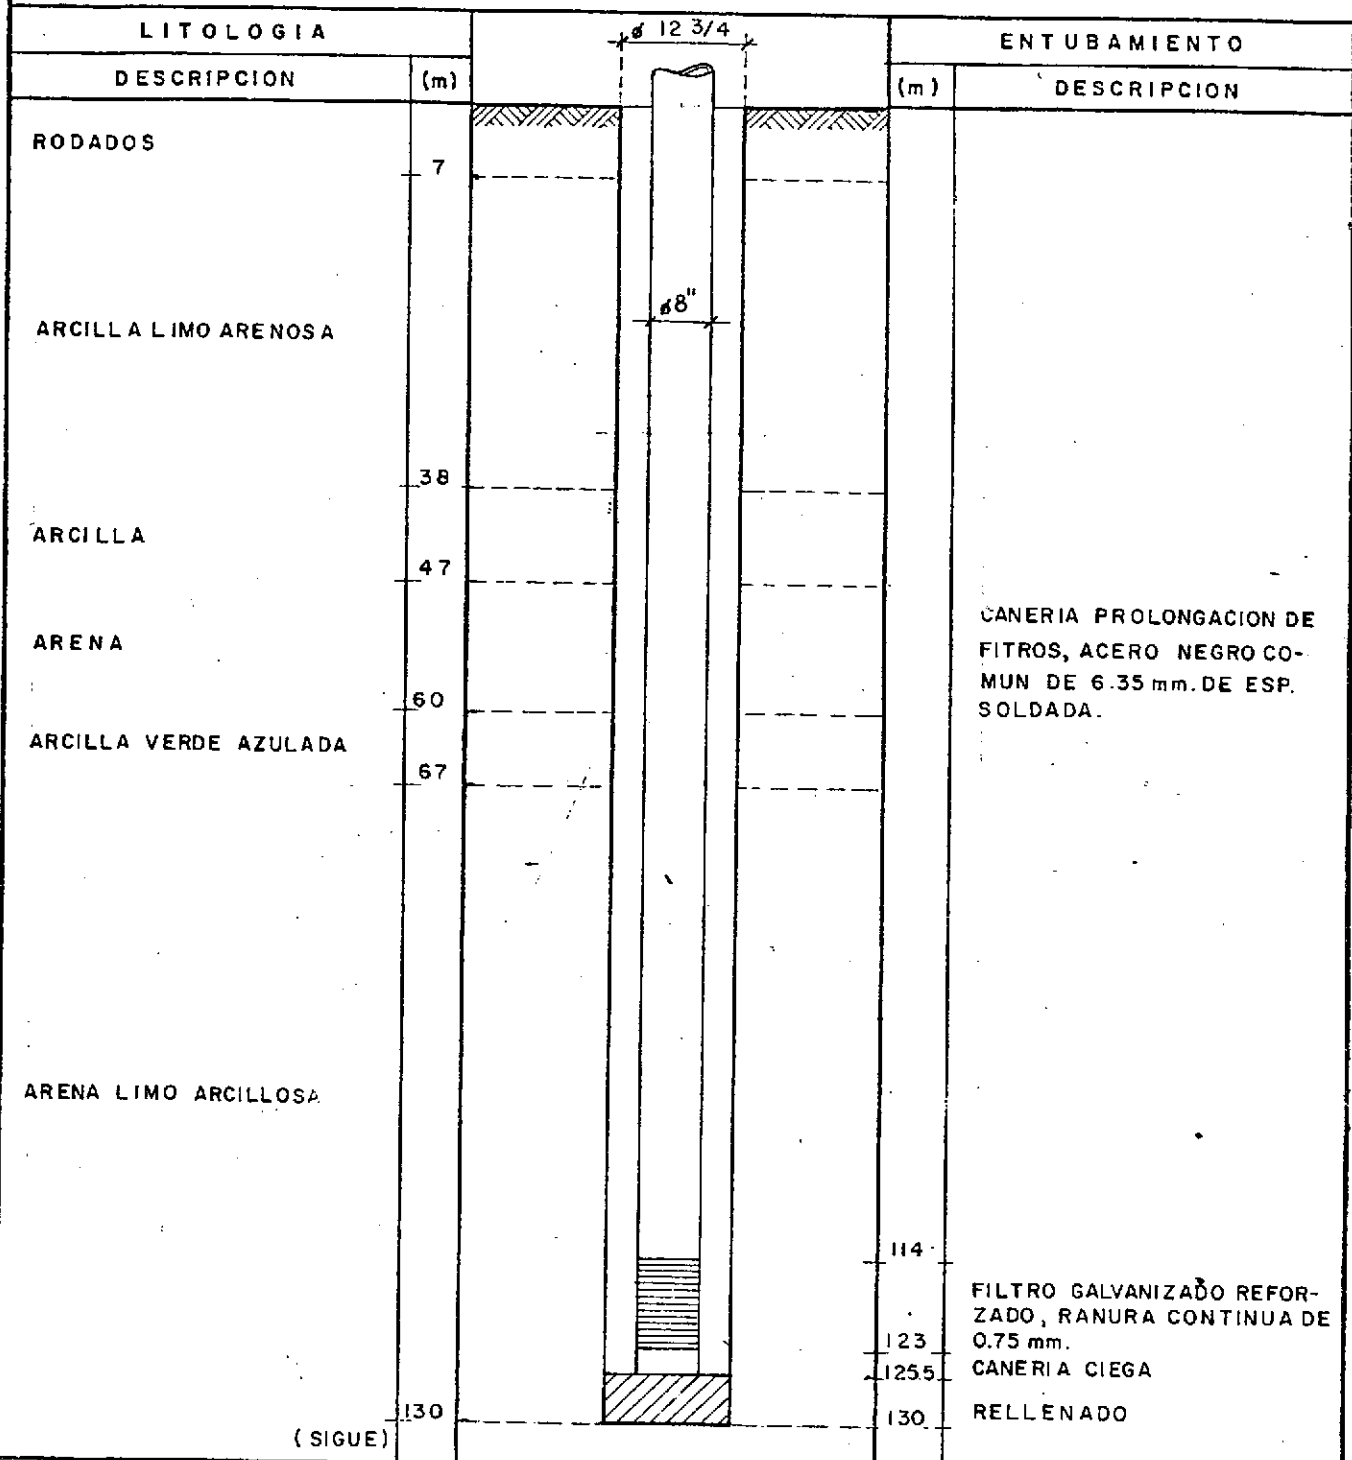 LITOLOGIA
DESCRIPCION
(m)
ø 12 3/4
ENTUBAMIENTO
(m)
DESCRIPCION
RODADOS
7
ø8"
ARCILLA LIMO ARENOSA
38
ARCILLA
47
ARENA
60
ARCILLA VERDE AZULADA
67
CANERIA PROLONGACION DE
FITROS, ACERO NEGRO CO-
MUN DE 6.35 mm. DE ESP.
SOLDADA.
ARENA LIMO ARCILLOSA
114
FILTRO GALVANIZADO REFOR-
ZADO, RANURA CONTINUA DE
123
0.75 mm.
125.5
CANERIA CIEGA
130
(SIGUE)
130
RELLENADO